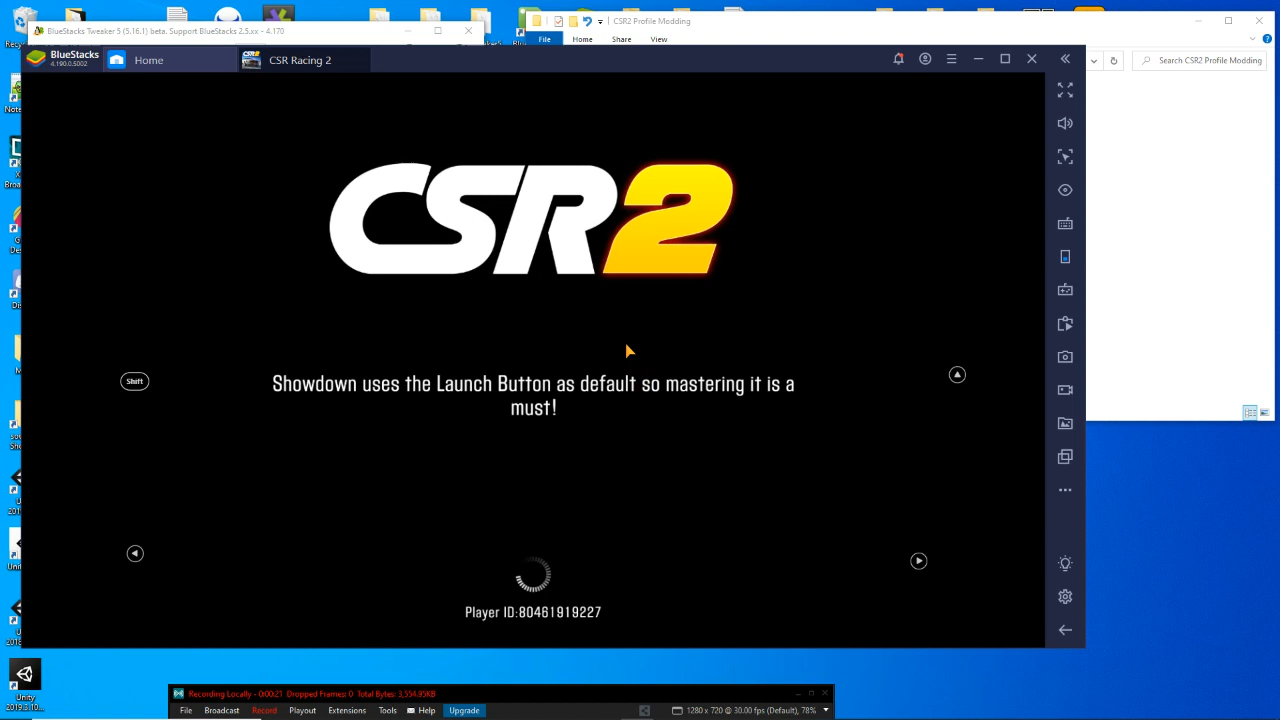 BlueStacks Tweaker 5 (5.16.1) beta. Support BlueStacks 2.5.xx - 4.170
CSR2 Profile Modding
File Home Share View
BlueStacks
4.190.0.5002
Home
CSR Racing 2
Search CSR2 Profile Modding
CSR2
Showdown uses the Launch Button as default so mastering it is a
must!
Shift
Player ID:80461919227
Unity
2019.3.10...
Recording Locally - 0:00:21 Dropped Frames: 0 Total Bytes: 3,554.95KB
File Broadcast Record Playout Extensions Tools Help Upgrade
1280 x 720 @ 30.00 fps (Default), 78%